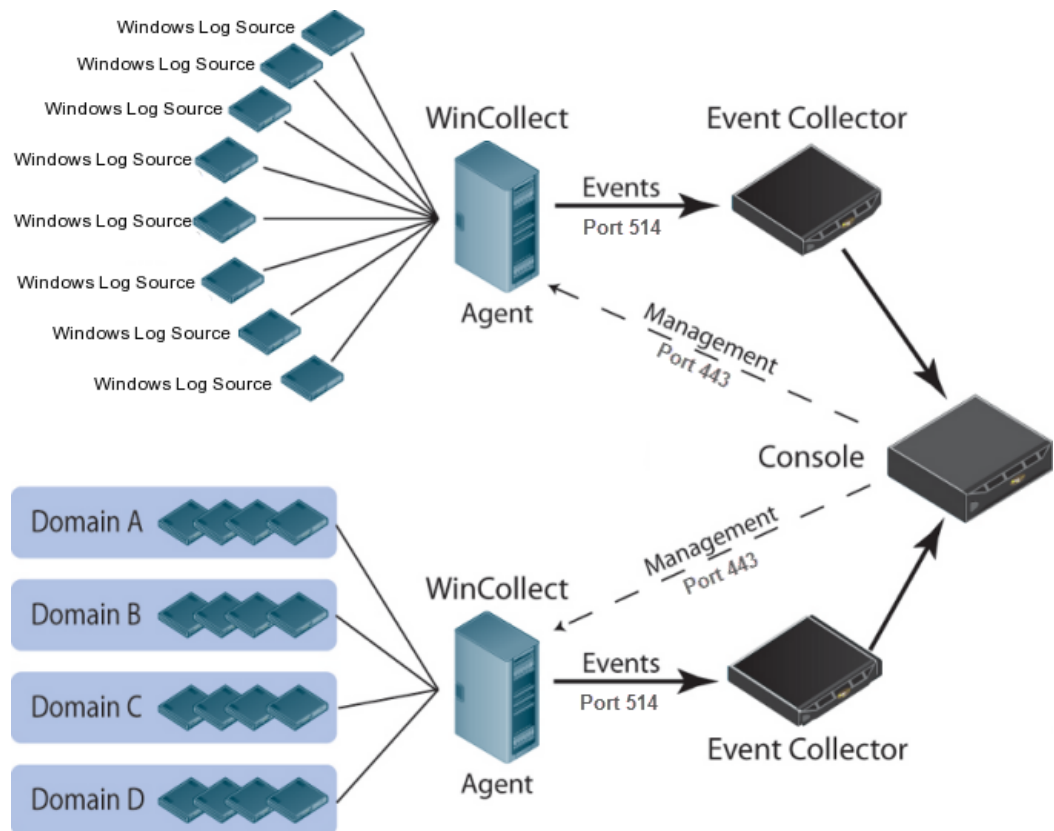 Windows Log Source
Windows Log Source
Windows Log Source
Windows Log Source
Windows Log Source
Windows Log Source
Windows Log Source
Windows Log Source
WinCollect
Agent
Events
Port 514
Event Collector
Management
Port 443
Console
Domain A
Domain B
Domain C
Domain D
WinCollect
Agent
Management
Port 443
Events
Port 514
Event Collector